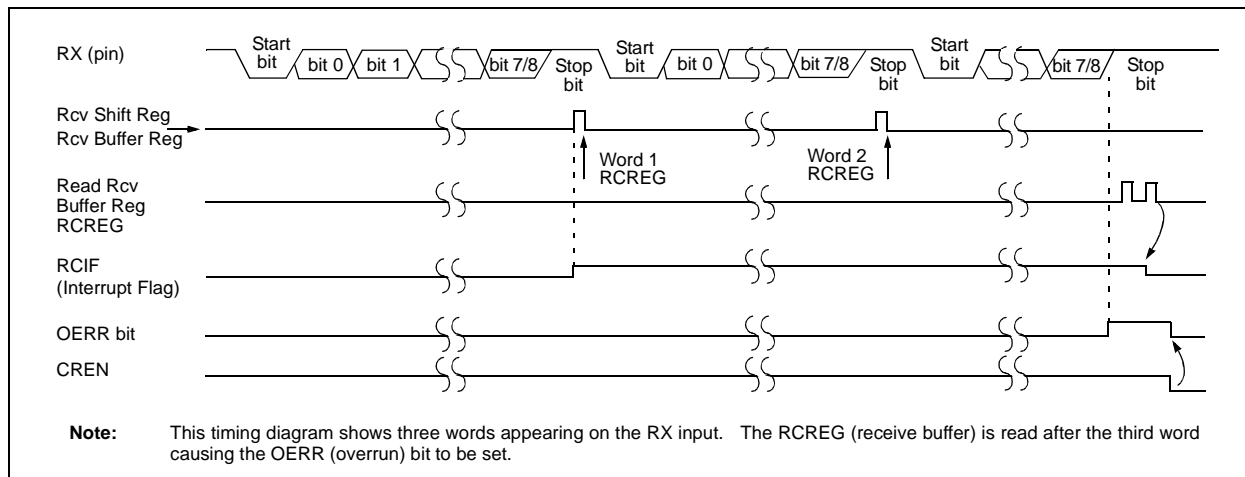 RX (pin)
Start
bit
bit 0
bit 1
bit 7/8
Stop
bit
Start
bit
bit 0
bit 7/8
Stop
bit
Start
bit
bit 7/8
Stop
bit
Rcv Shift Reg
Rcv Buffer Reg
Word 1
RCREG
Word 2
RCREG
Read Rcv
Buffer Reg
RCREG
RCIF
(Interrupt Flag)
OERR bit
CREN
Note: This timing diagram shows three words appearing on the RX input. The RCREG (receive buffer) is read after the third word
causing the OERR (overrun) bit to be set.